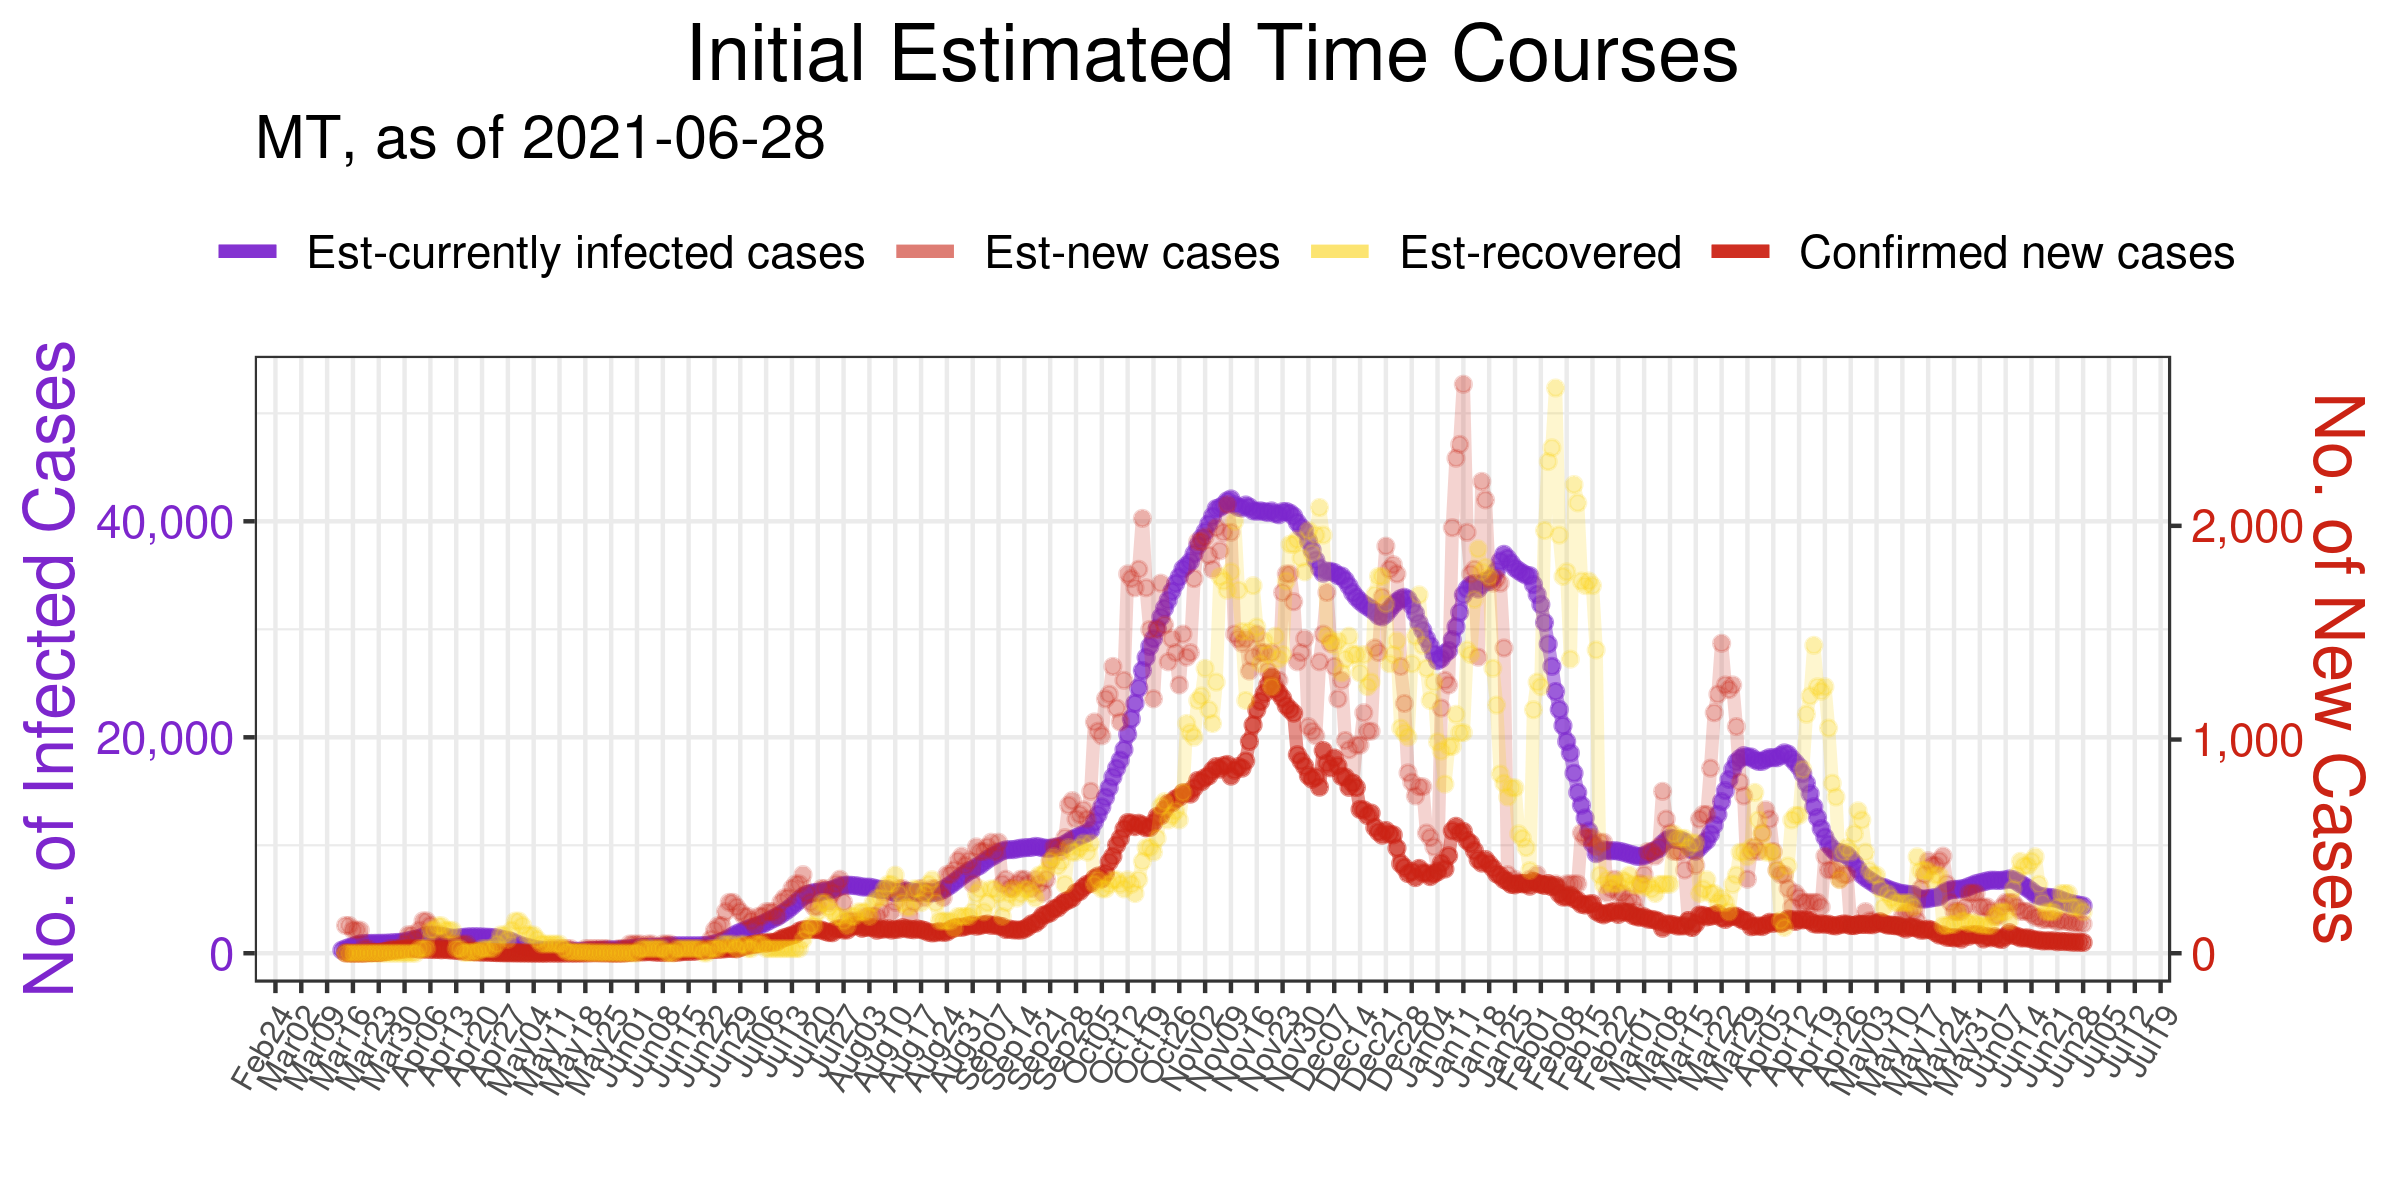 Initial Estimated Time Courses
MT, as of 2021-06-28
Est-currently infected cases
Est-new cases
Est-recovered
Confirmed new cases
No. of Infected Cases
40,000
20,000
0
No. of New Cases
2,000
1,000
0
Feb24
Mar02
Mar09
Mar16
Mar23
Mar30
Apr06
Apr13
Apr20
Apr27
May04
May11
May18
May25
Jun01
Jun08
Jun15
Jun22
Jun29
Jul06
Jul13
Jul20
Jul27
Aug03
Aug10
Aug17
Aug24
Aug31
Sep07
Sep14
Sep21
Sep28
Oct05
Oct12
Oct19
Oct26
Nov02
Nov09
Nov16
Nov23
Nov30
Dec07
Dec14
Dec21
Dec28
Jan04
Jan11
Jan18
Jan25
Feb01
Feb08
Feb15
Feb22
Mar01
Mar08
Mar15
Mar22
Mar29
Apr05
Apr12
Apr19
Apr26
May03
May10
May17
May24
May31
Jun07
Jun14
Jun21
Jun28
Jul05
Jul12
Jul19